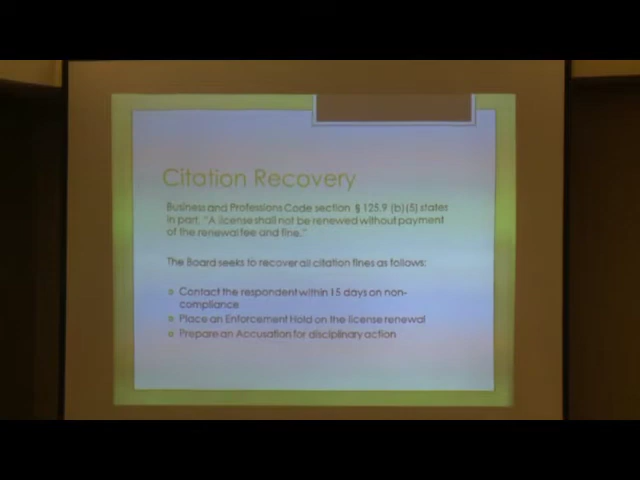 Citation Recovery
Business and Professions Code section § 125.9 (b)(5) states
in part, "A license shall not be renewed without payment
of the renewal fee and fine."
The Board seeks to recover all citation fines as follows:
Contact the respondent within 15 days on non-
compliance
Place an Enforcement Hold on the license renewal
Prepare an Accusation for disciplinary action